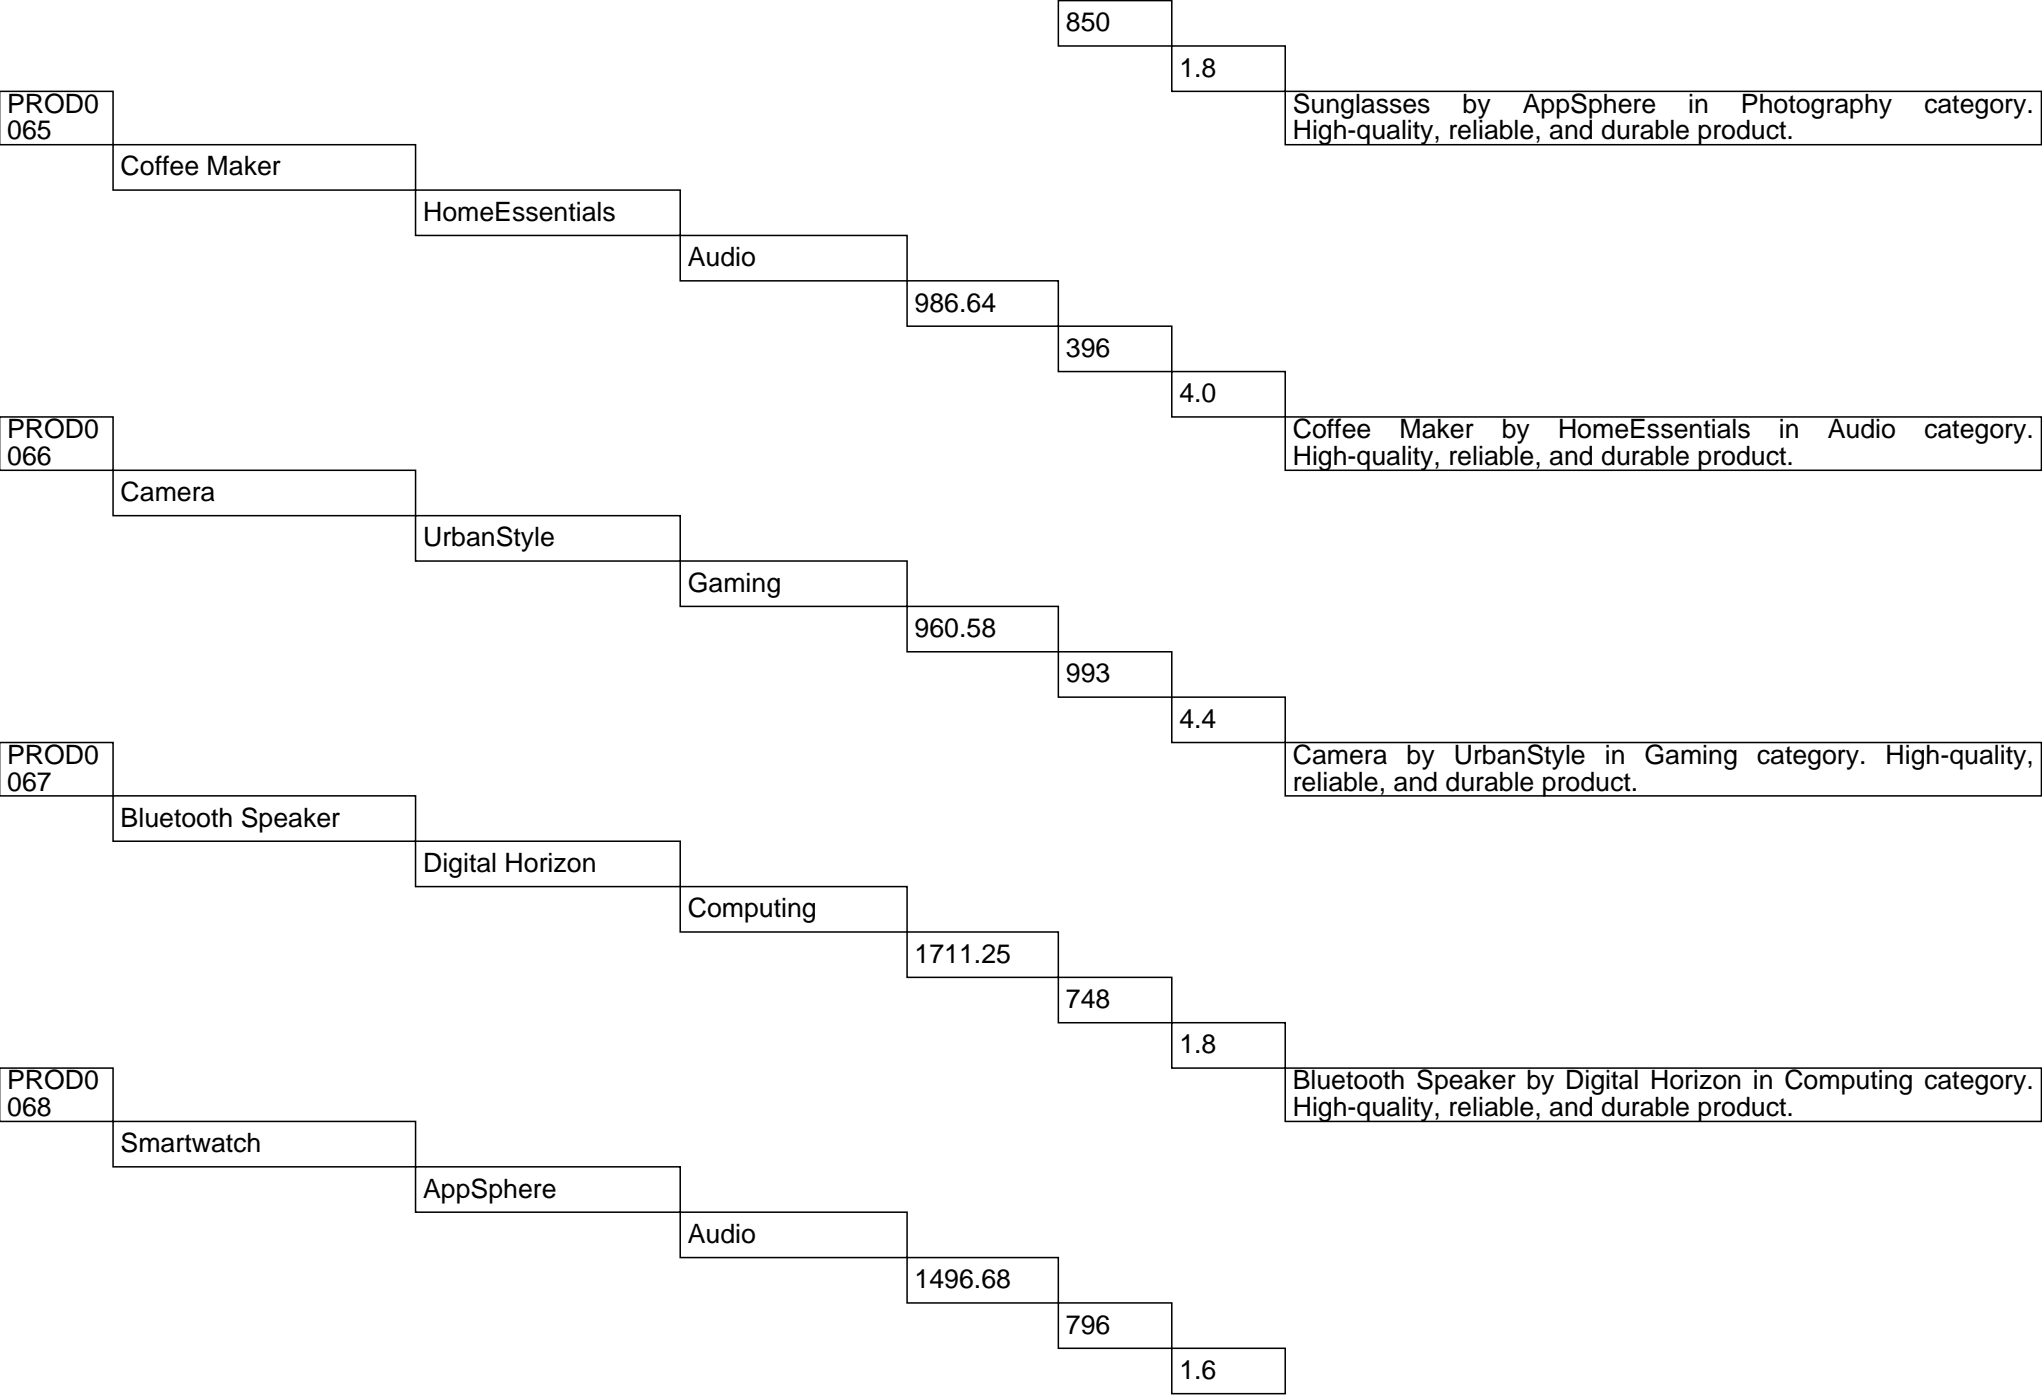 850
1.8
PROD0
065
Sunglasses by AppSphere in Photography category.
High-quality, reliable, and durable product.
Coffee Maker
HomeEssentials
Audio
986.64
396
4.0
PROD0
066
Coffee Maker by HomeEssentials in Audio category.
High-quality, reliable, and durable product.
Camera
UrbanStyle
Gaming
960.58
993
4.4
PROD0
067
Camera by UrbanStyle in Gaming category. High-quality,
reliable, and durable product.
Bluetooth Speaker
Digital Horizon
Computing
1711.25
748
1.8
PROD0
068
Bluetooth Speaker by Digital Horizon in Computing category.
High-quality, reliable, and durable product.
Smartwatch
AppSphere
Audio
1496.68
796
1.6